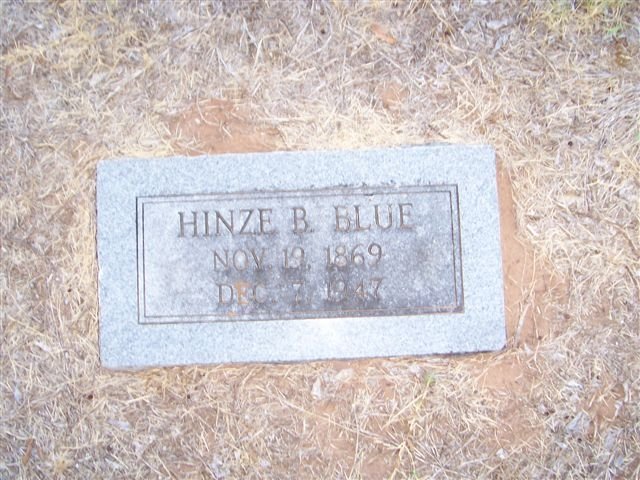 HINZE B. BLUE
NOV. 19, 1869
DEC. 7, 1947